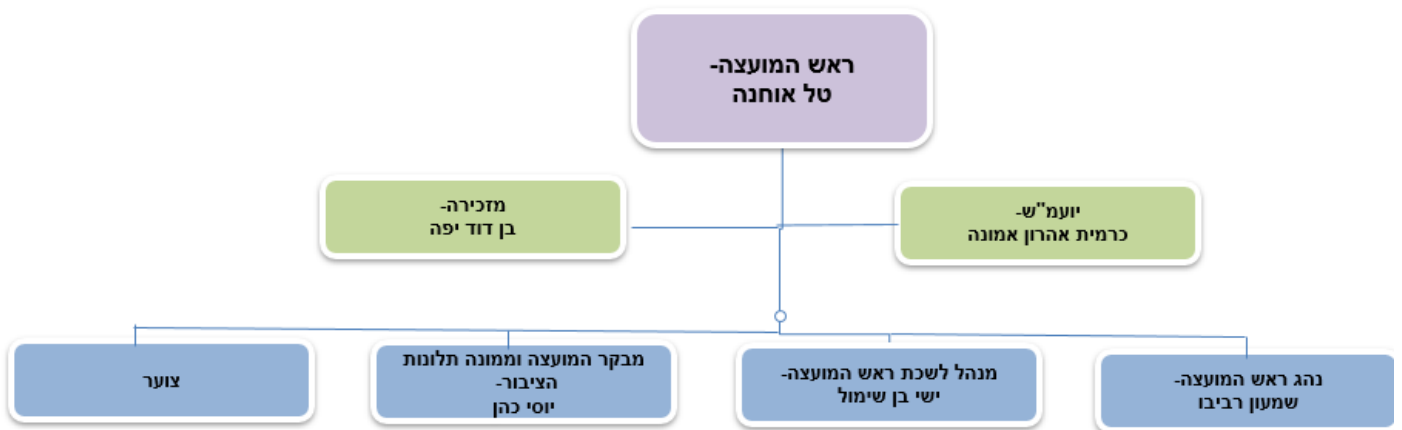 ראש המועצה-
טל אוחנה
יועמ"ש-
כרמית אהרון אמונה
מזכירה-
בן דוד יפה
נהג ראש המועצה-
שמעון רביבו
מנהל לשכת ראש המועצה-
ישי בן שימול
מבקר המועצה וממונה תלונות
הציבור-
יוסי כהן
צוער